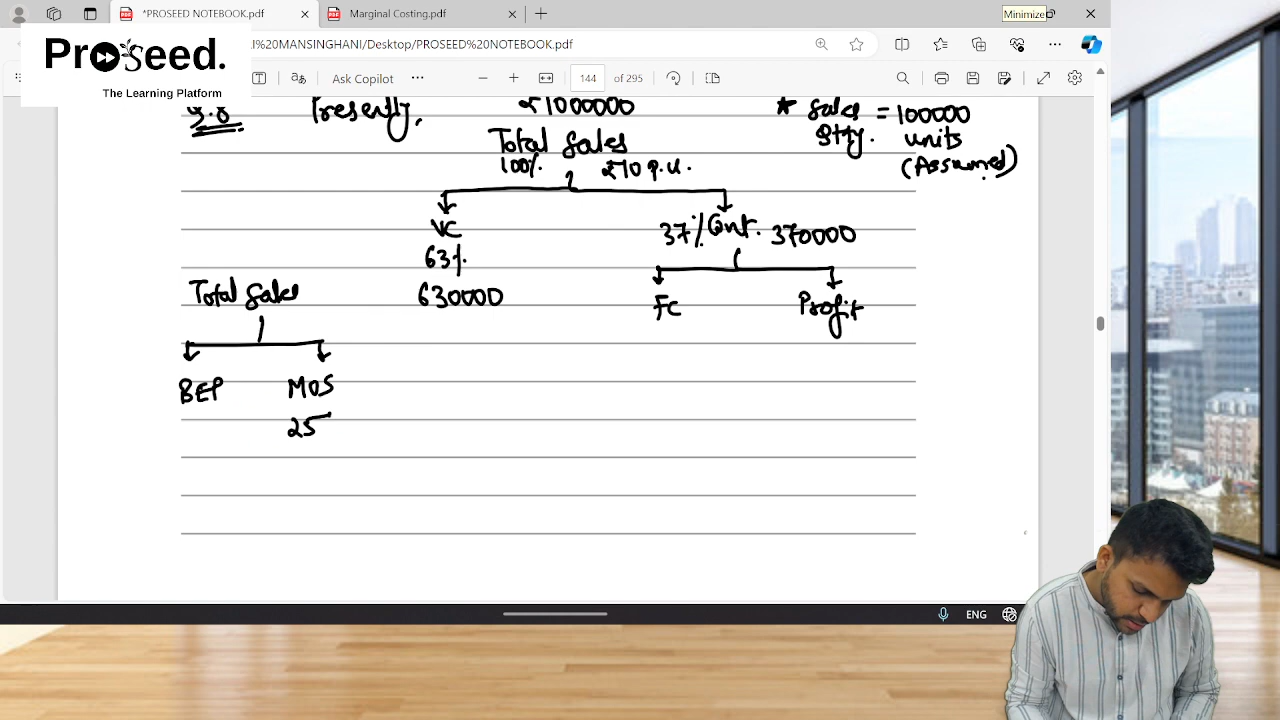 *PROSEED NOTEBOOK.pdf
Marginal Costing.pdf
Minimize
Proseed.
The Learning Platform
I%20MANSINGHANI/Desktop/PROSEED%20NOTEBOOK.pdf
Ask Copilot
144 of 295
Presently,
₹1000000
Total Sales
100% ₹10 p.u.
* Sales = 100000
Qty. units
(Assumed)
VC
63%
630000
37% Cont. 370000
FC
Profit
Total Sales
BEP
MOS
25
ENG